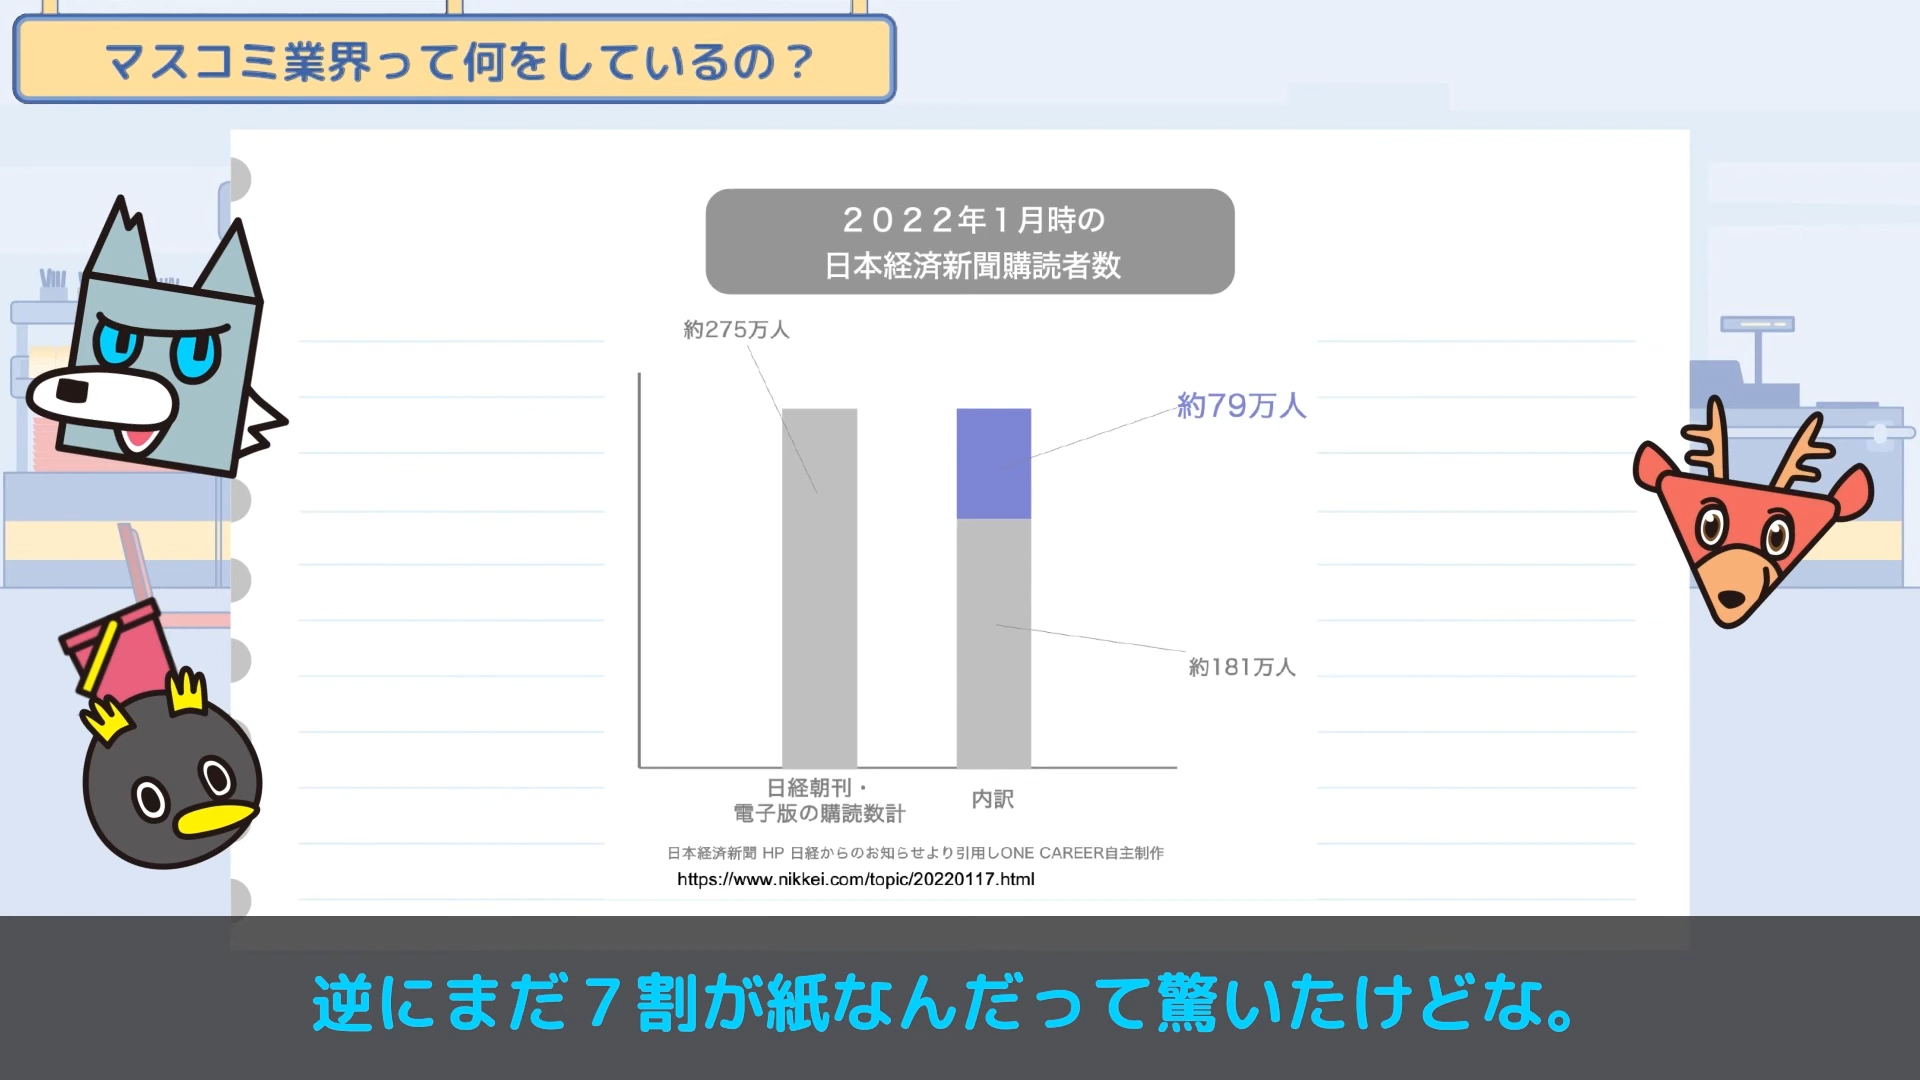 マスコミ業界って何をしているの？
２０２２年１月時の
日本経済新聞購読者数
約275万人
約79万人
約181万人
日経朝刊・
電子版の購読数計
内訳
日本経済新聞 HP 日経からのお知らせより引用しONE CAREER自主制作
https://www.nikkei.com/topic/20220117.html
逆にまだ７割が紙なんだって驚いたけどな。